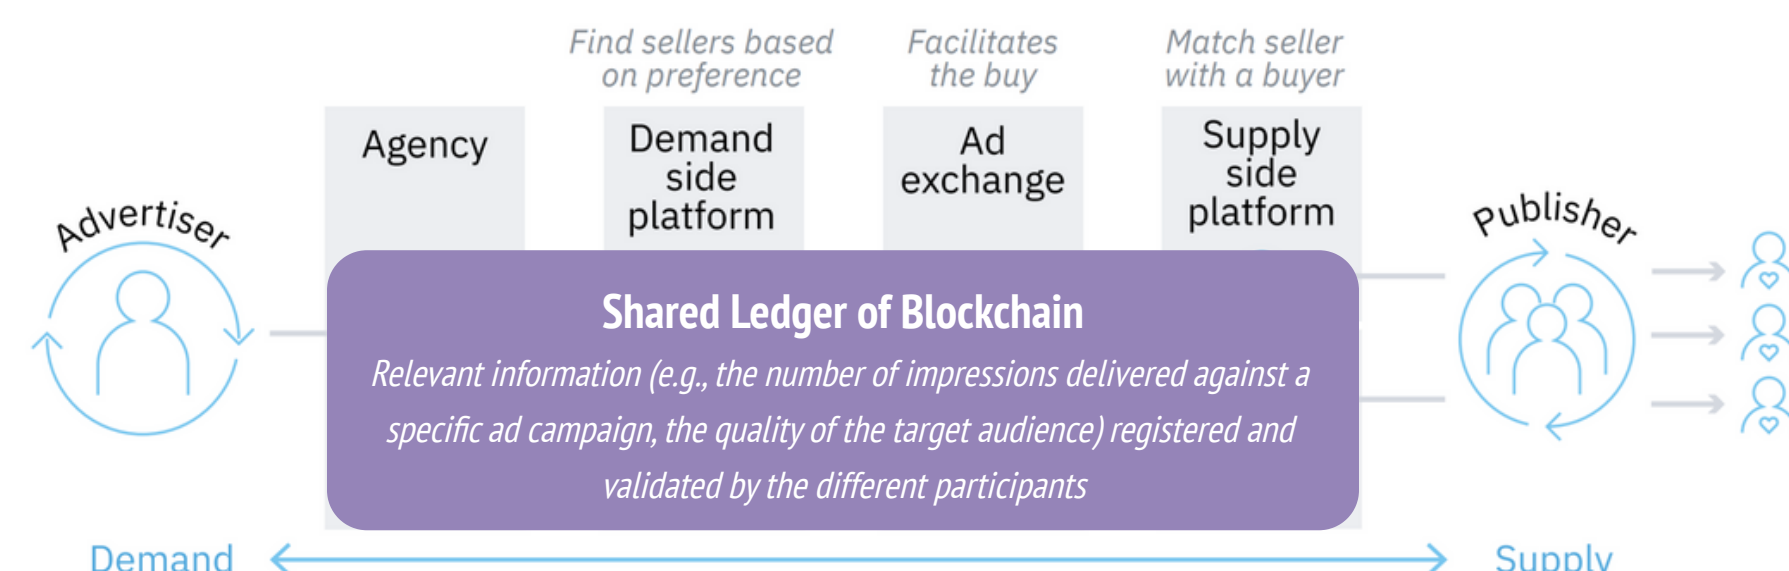 Find sellers based
on preference
Facilitates
the buy
Match seller
with a buyer
Agency
Demand
side
platform
Ad
exchange
Supply
side
platform
Advertiser
Publisher
Shared Ledger of Blockchain
Relevant information (e.g., the number of impressions delivered against a
specific ad campaign, the quality of the target audience) registered and
validated by the different participants
Demand
Supply